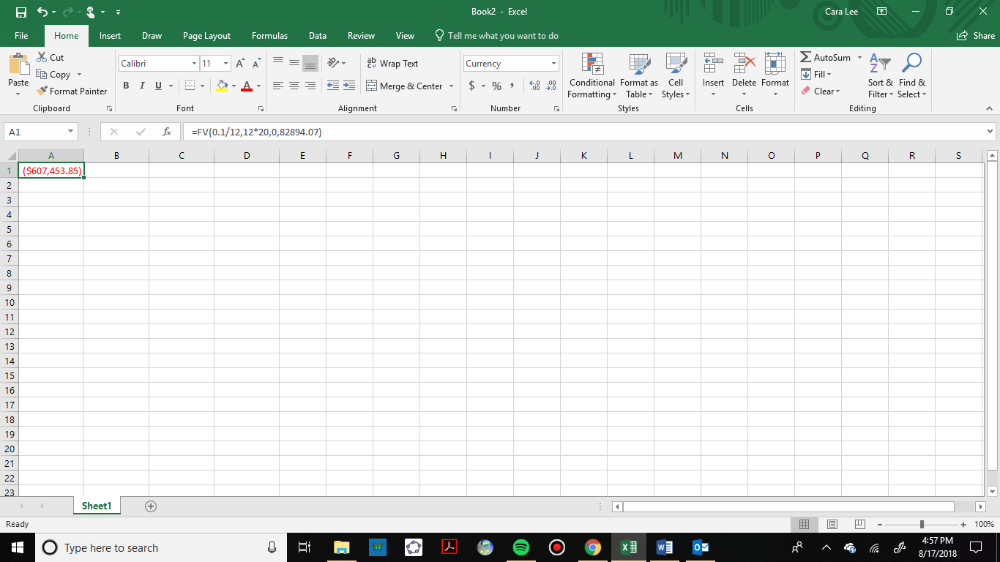 Book2 - Excel
Cara Lee
File Home Insert Draw Page Layout Formulas Data Review View Tell me what you want to do Share
Paste
Cut
Copy
Format Painter
Clipboard
Calibri 11 A A
B I U A
Font
Wrap Text
Merge & Center
Alignment
Currency
$ % ,
Number
Conditional Formatting
Format as Table
Cell Styles
Styles
Insert
Delete
Format
Cells
AutoSum
Fill
Clear
Sort & Filter
Find & Select
Editing
A1 fx =FV(0.1/12,12*20,0,82894.07)
A B C D E F G H I J K L M N O P Q R S
1 ($607,453.85)
2
3
4
5
6
7
8
9
10
11
12
13
14
15
16
17
18
19
20
21
22
23
Sheet1
Ready
100%
Type here to search
4:57 PM
8/17/2018